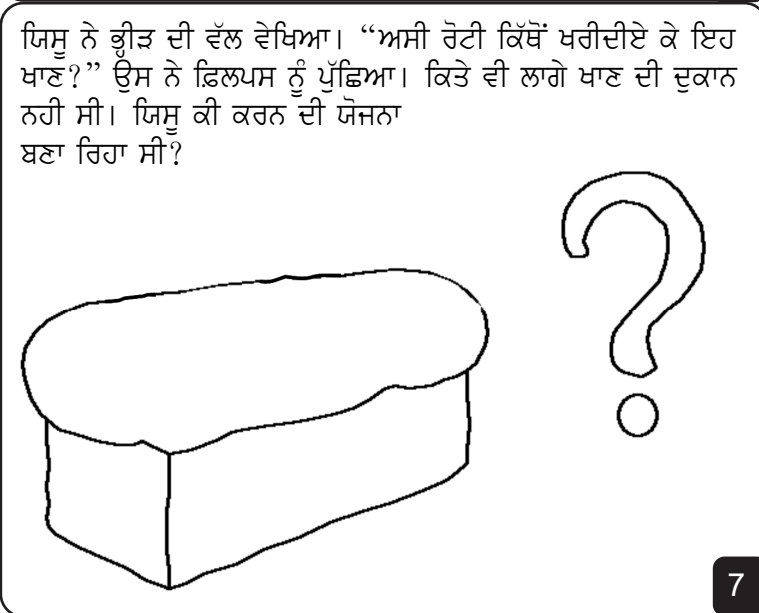 ਯਿਸੂ ਨੇ ਭ੍ਹੀੜ ਦੀ ਵੱਲ ਵੇਖਿਆ। “ਅਸੀ ਰੋਟੀ ਕਿੱਥੋਂ ਖਰੀਦੀਏ ਕੇ ਇਹ
ਖਾਣ?” ਉਸ ਨੇ ਫ਼ਿਲਪਸ ਨੂੰ ਪੁੱਛਿਆ। ਕਿਤੇ ਵੀ ਲਾਗੇ ਖਾਣ ਦੀ ਦੁਕਾਨ
ਨਹੀ ਸੀ। ਯਿਸੂ ਕੀ ਕਰਨ ਦੀ ਯੋਜਨਾ
ਬਣਾ ਰਿਹਾ ਸੀ?
7